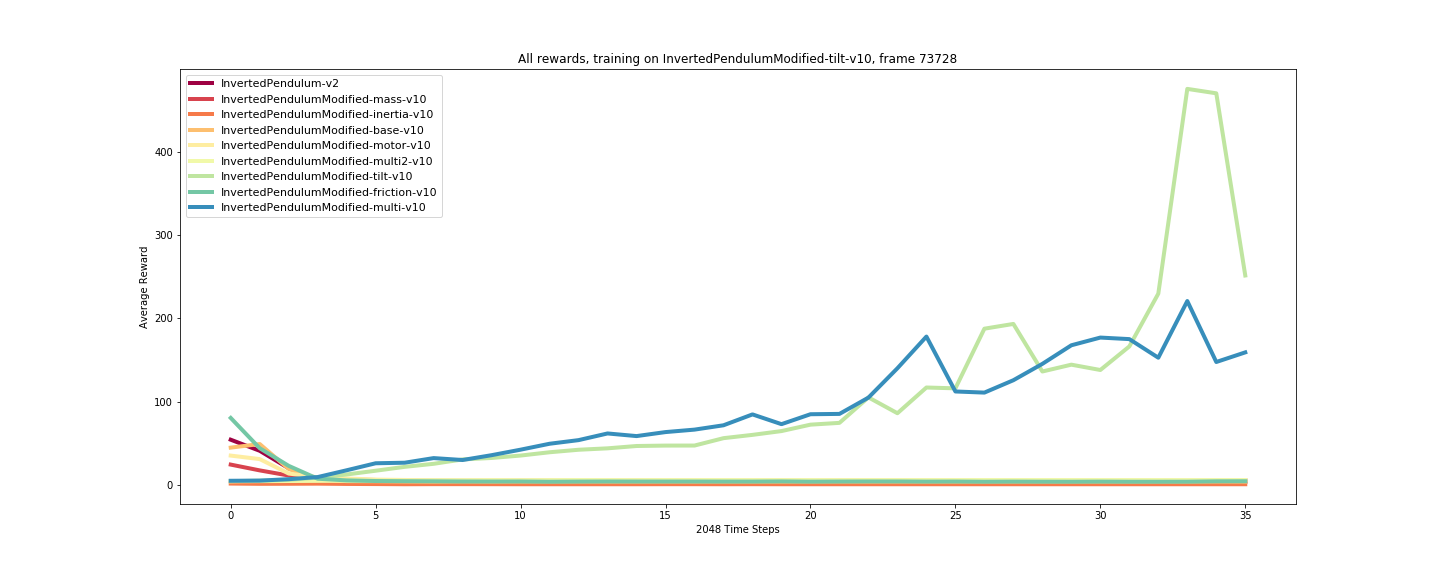 All rewards, training on InvertedPendulumModified-tilt-v10, frame 73728
InvertedPendulum-v2
InvertedPendulumModified-mass-v10
InvertedPendulumModified-inertia-v10
InvertedPendulumModified-base-v10
InvertedPendulumModified-motor-v10
InvertedPendulumModified-multi2-v10
InvertedPendulumModified-tilt-v10
InvertedPendulumModified-friction-v10
InvertedPendulumModified-multi-v10
Average Reward
400
300
200
100
0
0 5 10 15 20 25 30 35
2048 Time Steps